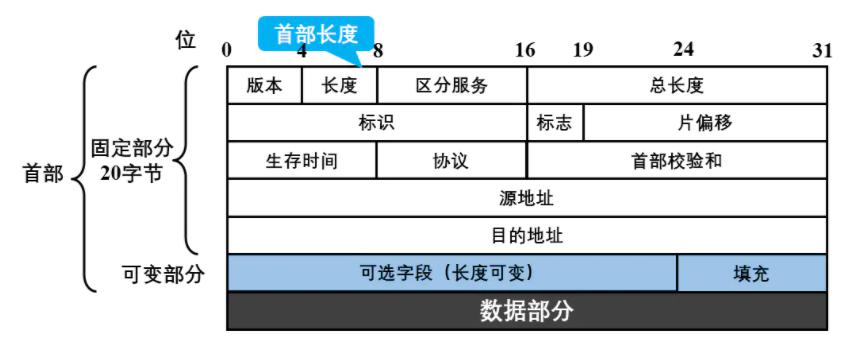 首部长度
位 0 4 8 16 19 24 31
版本 长度 区分服务 总长度
标识 标志 片偏移
固定部分
20字节
首部
生存时间 协议 首部校验和
源地址
目的地址
可变部分 可选字段（长度可变） 填充
数据部分